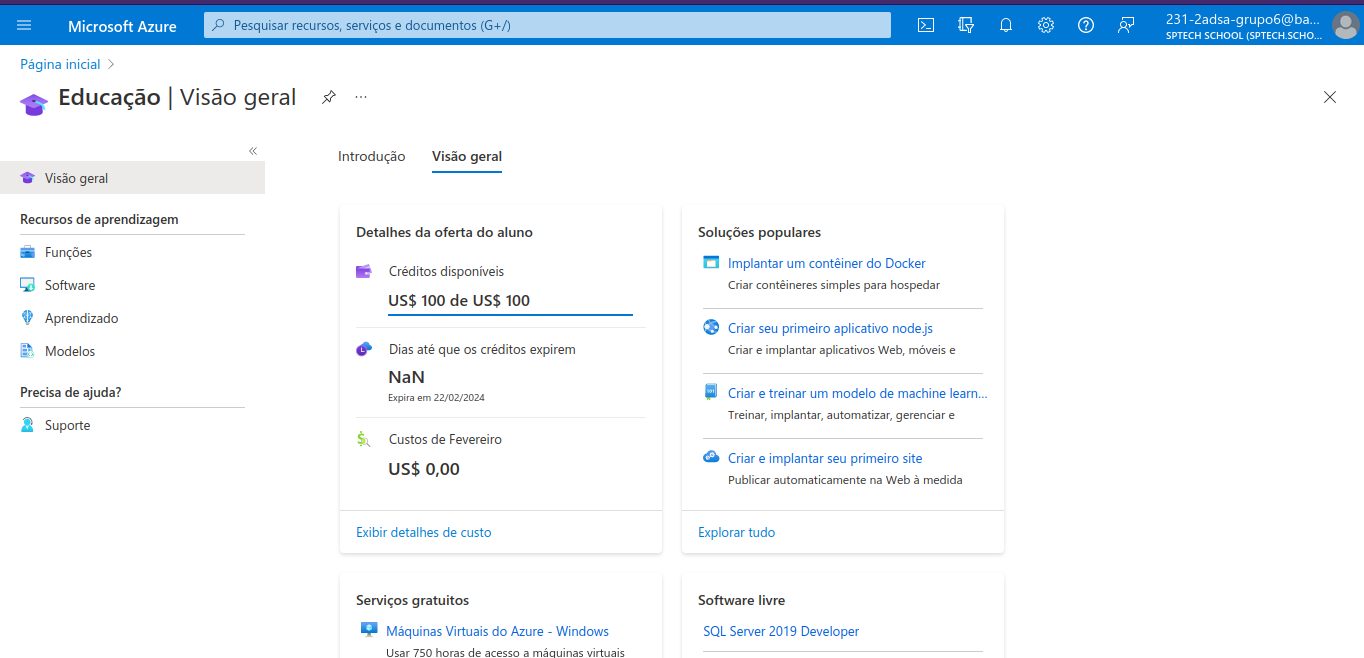 Microsoft Azure
Pesquisar recursos, serviços e documentos (G+/)
231-2adsa-grupo6@ba...
SPTECH SCHOOL (SPTECH.SCHO...
Página inicial
Educação | Visão geral
Visão geral
Recursos de aprendizagem
Funções
Software
Aprendizado
Modelos
Precisa de ajuda?
Suporte
Introdução
Visão geral
Detalhes da oferta do aluno
Créditos disponíveis
US$ 100 de US$ 100
Dias até que os créditos expirem
NaN
Expira em 22/02/2024
Custos de Fevereiro
US$ 0,00
Exibir detalhes de custo
Soluções populares
Implantar um contêiner do Docker
Criar contêineres simples para hospedar
Criar seu primeiro aplicativo node.js
Criar e implantar aplicativos Web, móveis e
Criar e treinar um modelo de machine learn...
Treinar, implantar, automatizar, gerenciar e
Criar e implantar seu primeiro site
Publicar automaticamente na Web à medida
Explorar tudo
Serviços gratuitos
Máquinas Virtuais do Azure - Windows
Usar 750 horas de acesso a máquinas virtuais
Software livre
SQL Server 2019 Developer